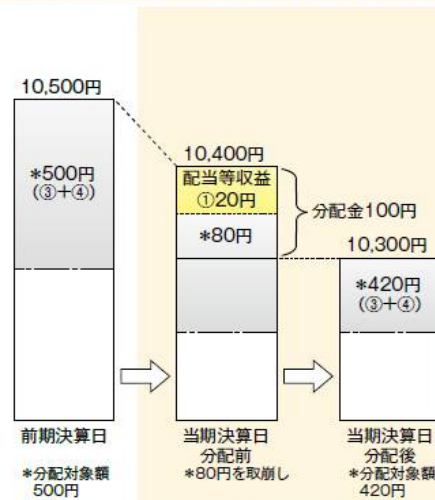 10,500円
*500円
(③+④)
前期決算日
*分配対象額
500円
10,400円
配当等収益
①20円
*80円
分配金100円
当期決算日
分配前
*80円を取崩し
10,300円
*420円
(③+④)
当期決算日
分配後
*分配対象額
420円